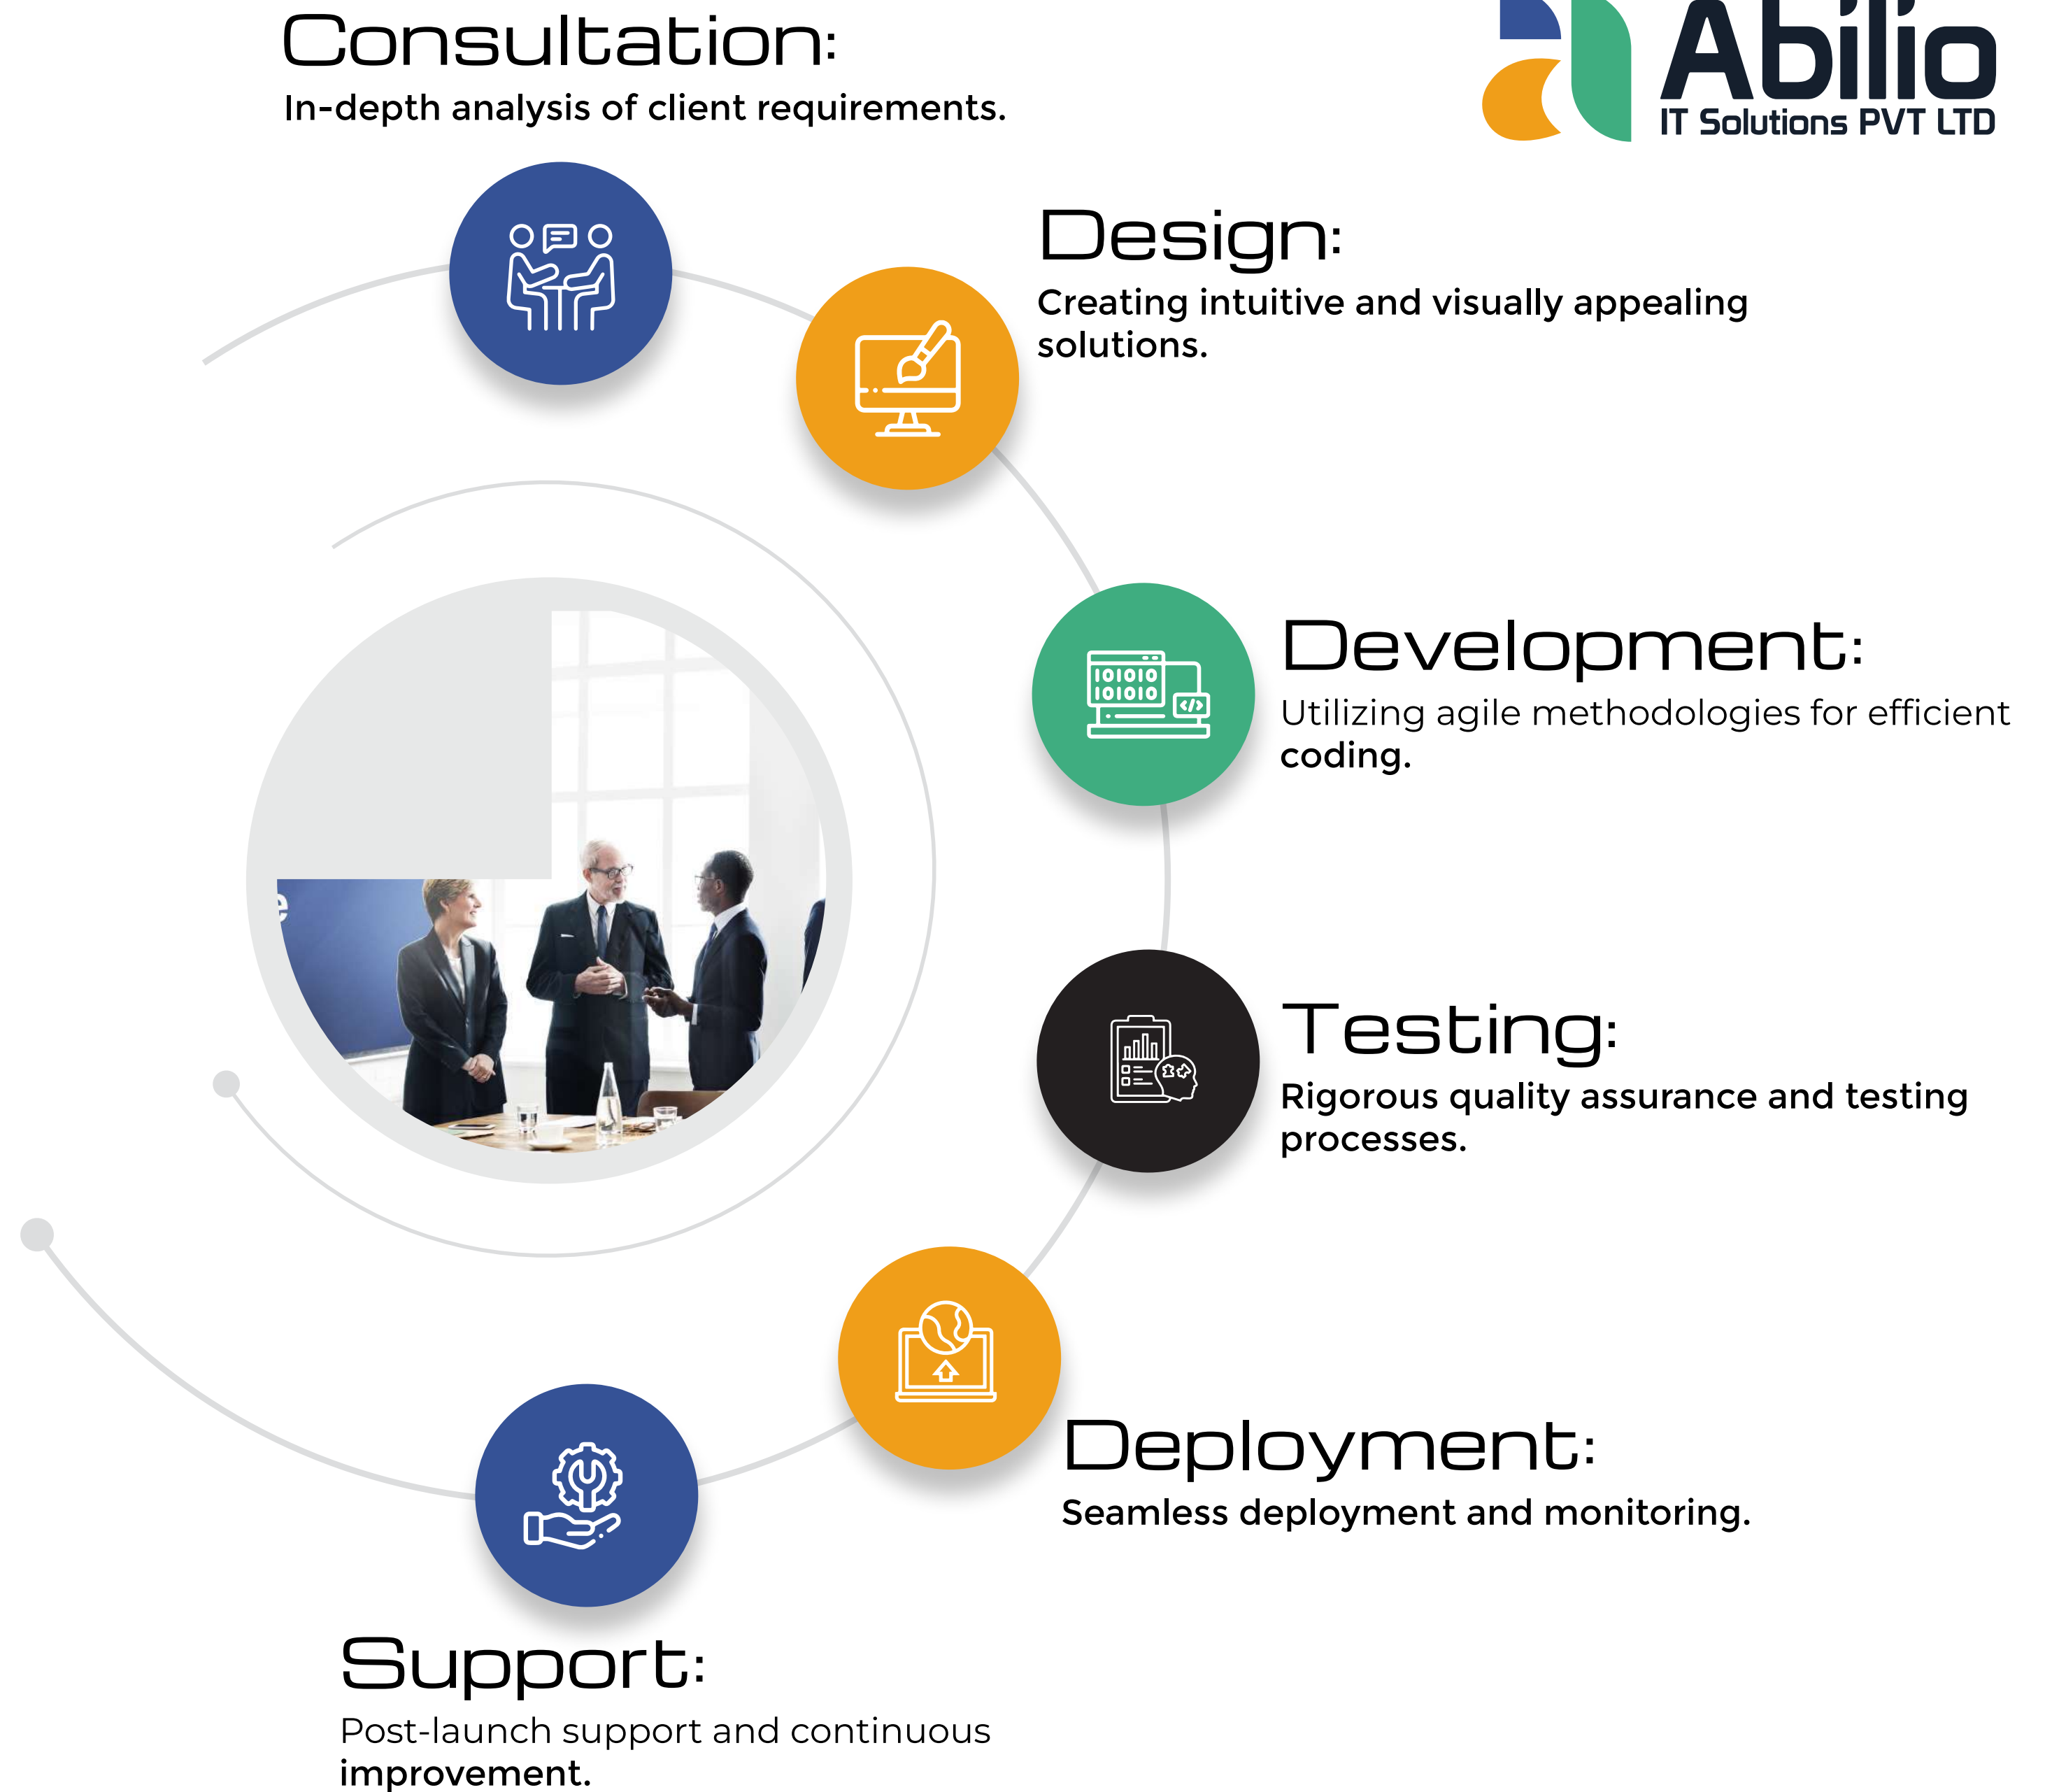 Consultation:
In-depth analysis of client requirements.
Abilio
IT Solutions PVT LTD
Design:
Creating intuitive and visually appealing
solutions.
101010
101010
</>
Development:
Utilizing agile methodologies for efficient
coding.
e
Testing:
Rigorous quality assurance and testing
processes.
Deployment:
Seamless deployment and monitoring.
Support:
Post-launch support and continuous
improvement.